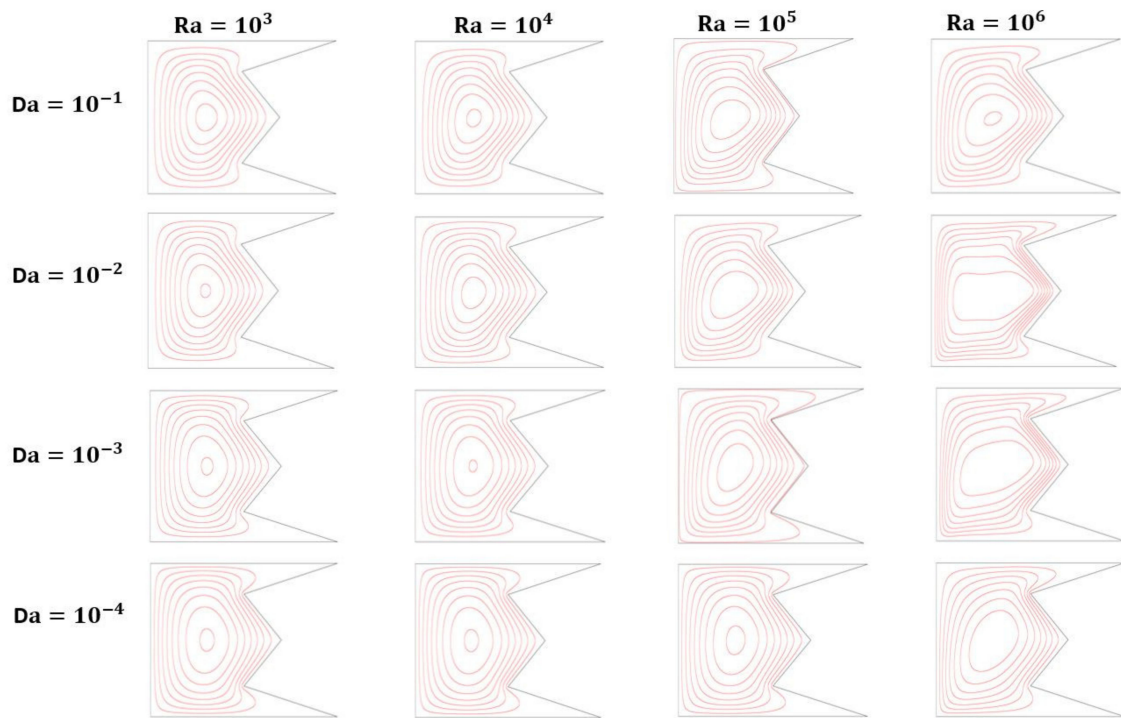 Ra = 10³ Ra = 10⁴ Ra = 10⁵ Ra = 10⁶
Da = 10⁻¹
Da = 10⁻²
Da = 10⁻³
Da = 10⁻⁴